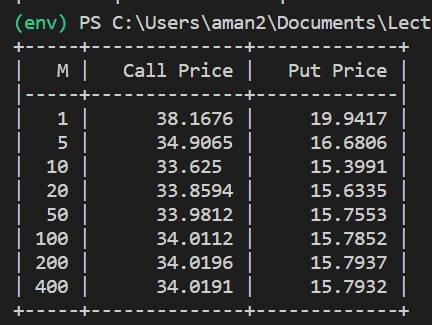 (env) PS C:\Users\aman2\Documents\Lect
+-----+--------------+-------------+
|   M |   Call Price |   Put Price |
|-----+--------------+-------------|
|   1 |      38.1676 |     19.9417 |
|   5 |      34.9065 |     16.6806 |
|  10 |      33.625  |     15.3991 |
|  20 |      33.8594 |     15.6335 |
|  50 |      33.9812 |     15.7553 |
| 100 |      34.0112 |     15.7852 |
| 200 |      34.0196 |     15.7937 |
| 400 |      34.0191 |     15.7932 |
+-----+--------------+-------------+